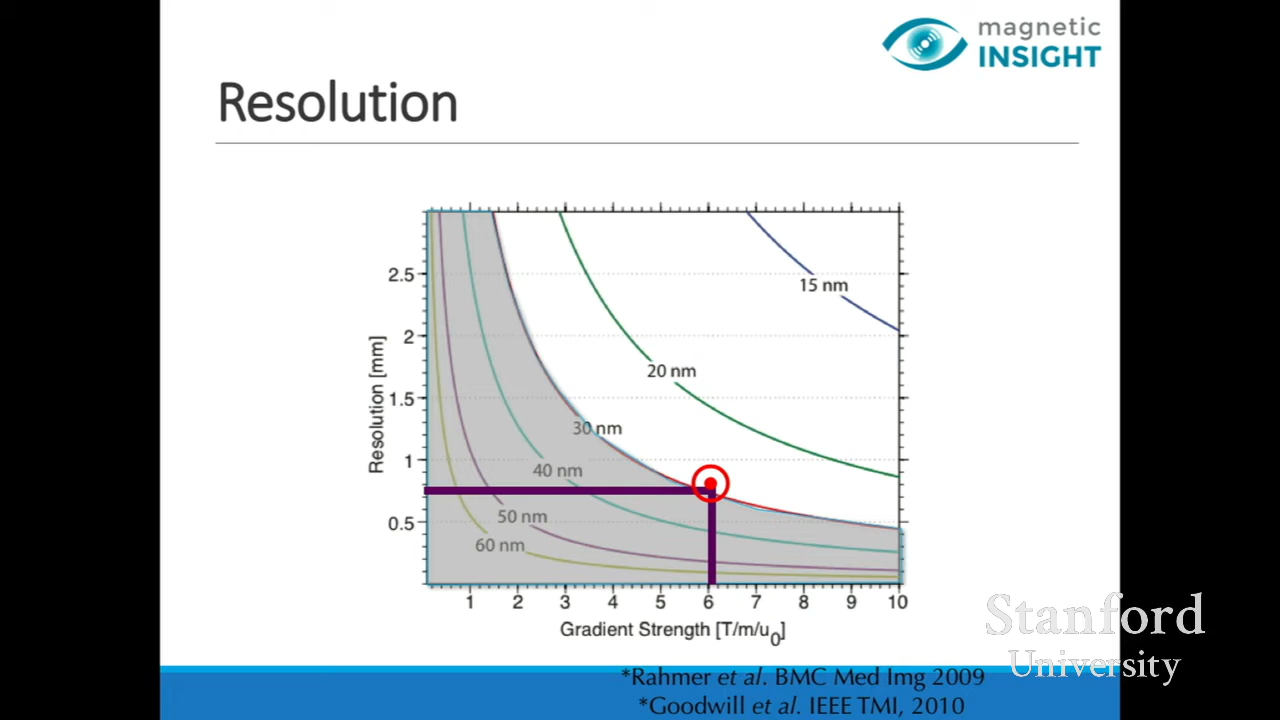 magnetic
INSIGHT
Resolution
2.5
2
1.5
1
0.5
Resolution [mm]
15 nm
20 nm
30 nm
40 nm
50 nm
60 nm
1 2 3 4 5 6 7 8 9 10
Gradient Strength [T/m/u0]
Stanford
University
*Rahmer et al. BMC Med Img 2009
*Goodwill et al. IEEE TMI, 2010